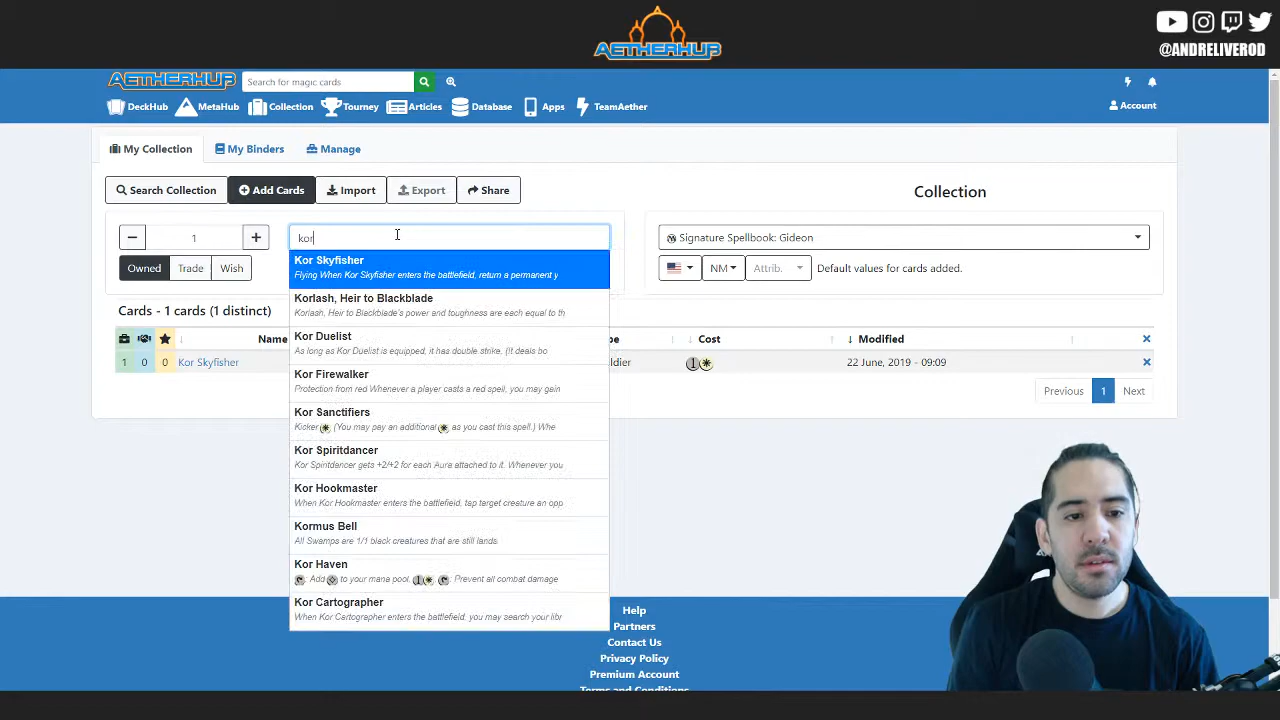 AETHERHUB
@ANDRELIVEROD
AETHERHUB
Search for magic cards
DeckHub MetaHub Collection Tourney Articles Database Apps TeamAether
Account
My Collection My Binders Manage
Search Collection Add Cards Import Export Share
Collection
1
kor
Signature Spellbook: Gideon
Owned Trade Wish
NM Attrib. Default values for cards added.
Kor Skyfisher
Flying When Kor Skyfisher enters the battlefield, return a permanent y
Korlash, Heir to Blackblade
Korlash, Heir to Blackblade's power and toughness are each equal to th
Kor Duelist
As long as Kor Duelist is equipped, it has double strike. (It deals bo
Kor Firewalker
Protection from red Whenever a player casts a red spell, you may gain
Kor Sanctifiers
Kicker (You may pay an additional as you cast this spell.) Whe
Kor Spiritdancer
Kor Spiritdancer gets +2/+2 for each Aura attached to it. Whenever you
Kor Hookmaster
When Kor Hookmaster enters the battlefield, tap target creature an opp
Kormus Bell
All Swamps are 1/1 black creatures that are still lands.
Kor Haven
: Add to your mana pool. 1 , : Prevent all combat damage
Kor Cartographer
When Kor Cartographer enters the battlefield, you may search your libr
Cards - 1 cards (1 distinct)
Name pe Cost Modified
1 0 0 Kor Skyfisher ldier 1 22 June, 2019 - 09:09
Previous 1 Next
Help
Partners
Contact Us
Privacy Policy
Premium Account
Terms and Conditions